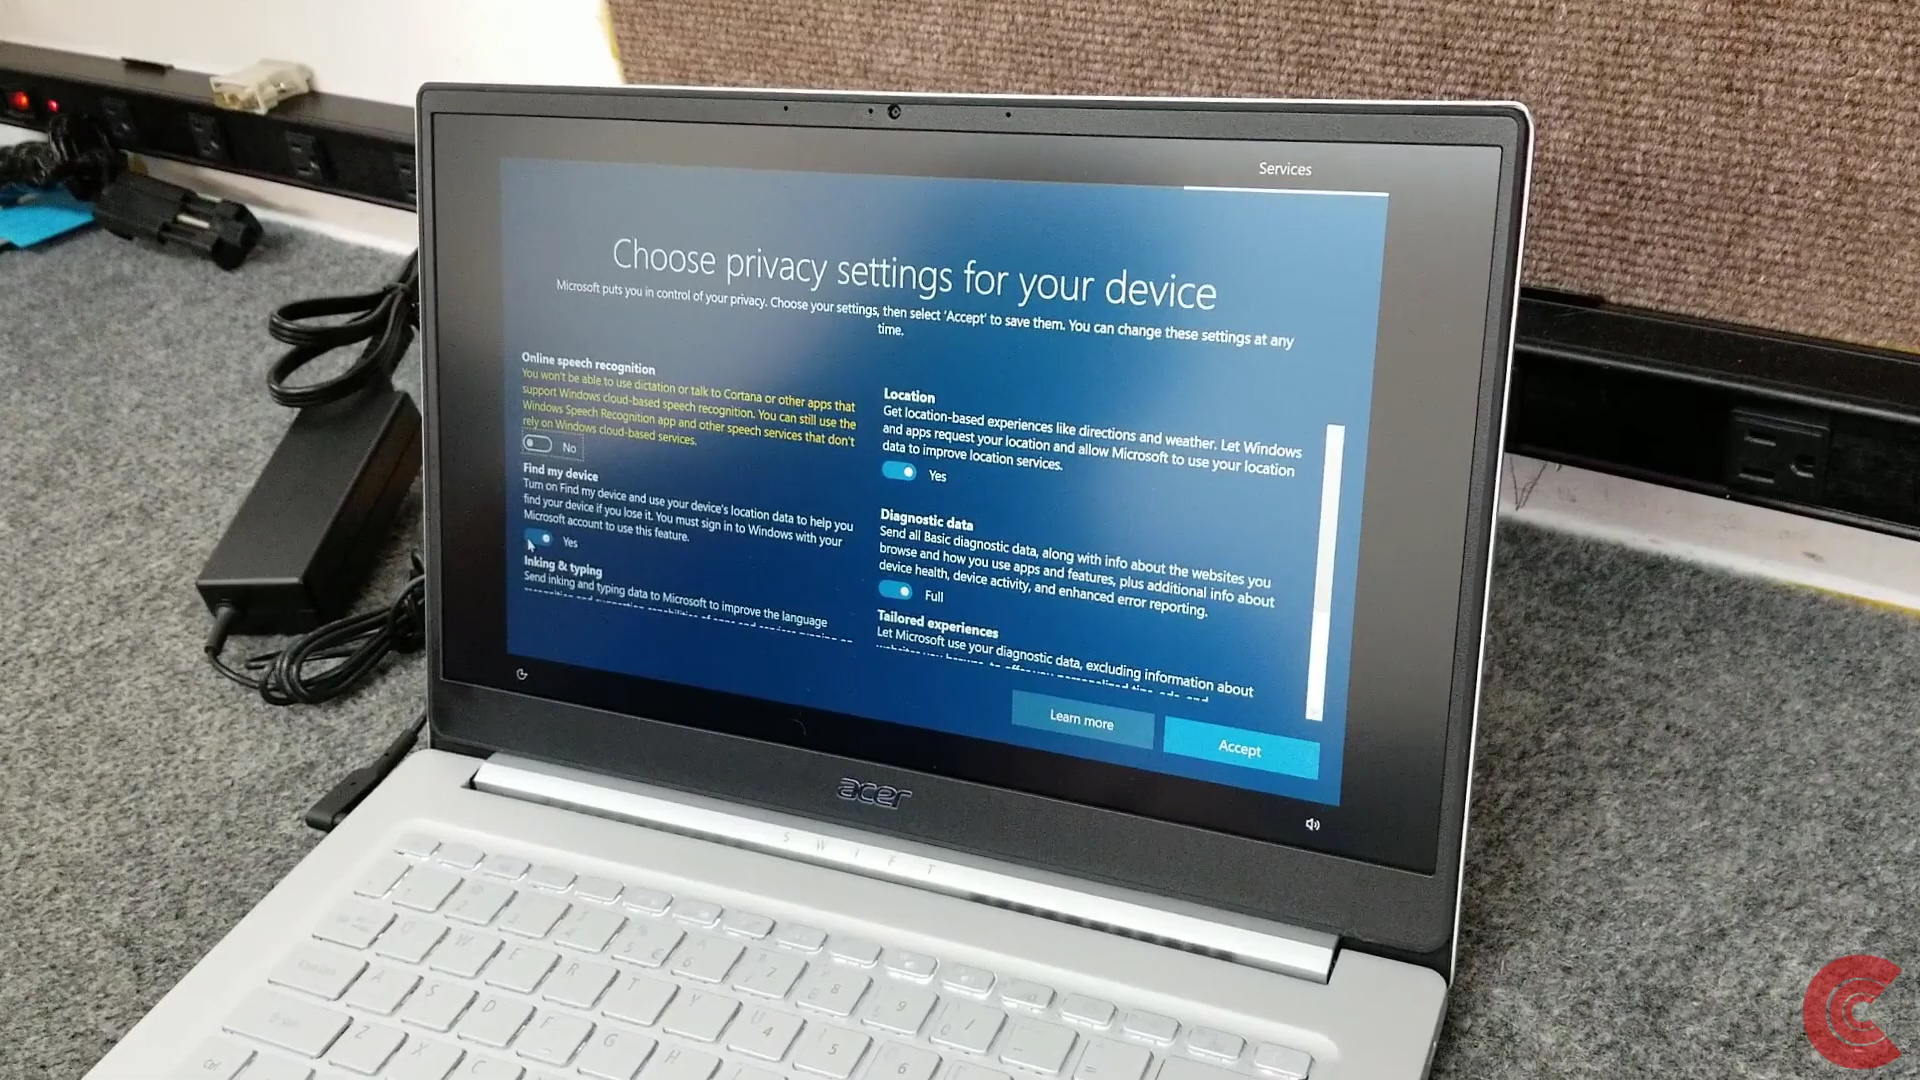 Services
Choose privacy settings for your device
Microsoft puts you in control of your privacy. Choose your settings, then select 'Accept' to save them. You can change these settings at any
time.
Online speech recognition
You won't be able to use dictation or talk to Cortana or other apps that
support Windows cloud-based speech recognition. You can still use the
Windows Speech Recognition app and other speech services that don't
rely on Windows cloud-based services.
No
Find my device
Turn on Find my device and use your device's location data to help you
find your device if you lose it. You must sign in to Windows with your
Microsoft account to use this feature.
Yes
Inking & typing
Send inking and typing data to Microsoft to improve the language
Location
Get location-based experiences like directions and weather. Let Windows
and apps request your location and allow Microsoft to use your location
data to improve location services.
Yes
Diagnostic data
Send all Basic diagnostic data, along with info about the websites you
browse and how you use apps and features, plus additional info about
device health, device activity, and enhanced error reporting.
Full
Tailored experiences
Let Microsoft use your diagnostic data, excluding information about
Learn more
Accept
acer
SWIFT
6 7 8 9
W E R T Y U 4
A S D F G H 5 6
Z X C
Ctrl